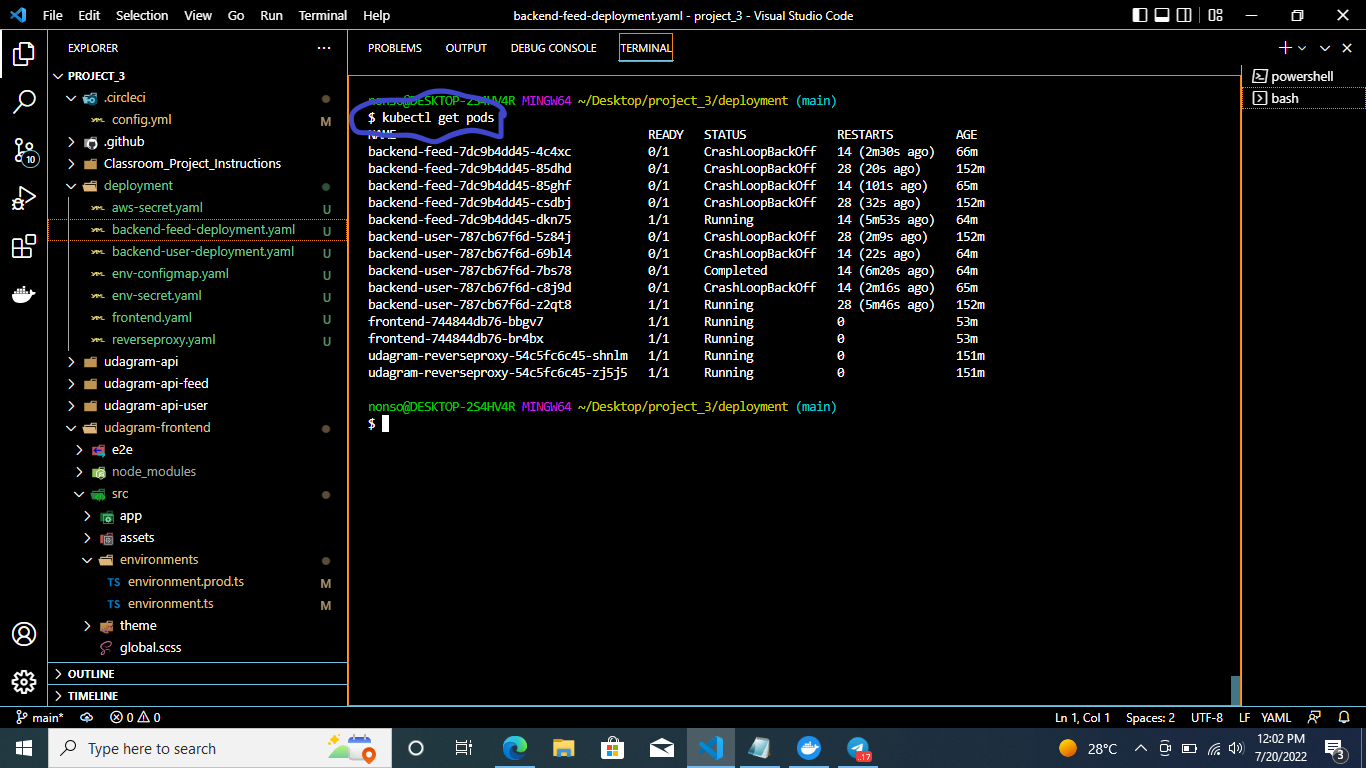 File Edit Selection View Go Run Terminal Help
backend-feed-deployment.yaml - project_3 - Visual Studio Code
EXPLORER
PROJECT_3
.circleci
config.yml M
.github
Classroom_Project_Instructions
deployment
aws-secret.yaml U
backend-feed-deployment.yaml U
backend-user-deployment.yaml U
env-configmap.yaml U
env-secret.yaml U
frontend.yaml U
reverseproxy.yaml U
udagram-api
udagram-api-feed
udagram-api-user
udagram-frontend
e2e
node_modules
src
app
assets
environments
environment.prod.ts M
environment.ts M
theme
global.scss
OUTLINE
TIMELINE
10
PROBLEMS OUTPUT DEBUG CONSOLE TERMINAL
nonso@DESKTOP-2S4HV4R MINGW64 ~/Desktop/project_3/deployment (main)
$ kubectl get pods
NAME READY STATUS RESTARTS AGE
backend-feed-7dc9b4dd45-4c4xc 0/1 CrashLoopBackOff 14 (2m30s ago) 66m
backend-feed-7dc9b4dd45-85dhd 0/1 CrashLoopBackOff 28 (20s ago) 152m
backend-feed-7dc9b4dd45-85ghf 0/1 CrashLoopBackOff 14 (101s ago) 65m
backend-feed-7dc9b4dd45-csdbj 0/1 CrashLoopBackOff 28 (32s ago) 152m
backend-feed-7dc9b4dd45-dkn75 1/1 Running 14 (5m53s ago) 64m
backend-user-787cb67f6d-5z84j 0/1 CrashLoopBackOff 28 (2m9s ago) 152m
backend-user-787cb67f6d-69bl4 0/1 CrashLoopBackOff 14 (22s ago) 64m
backend-user-787cb67f6d-7bs78 0/1 Completed 14 (6m20s ago) 64m
backend-user-787cb67f6d-c8j9d 0/1 CrashLoopBackOff 14 (2m16s ago) 65m
backend-user-787cb67f6d-z2qt8 1/1 Running 28 (5m46s ago) 152m
frontend-744844db76-bbgv7 1/1 Running 0 53m
frontend-744844db76-br4bx 1/1 Running 0 53m
udagram-reverseproxy-54c5fc6c45-shnlm 1/1 Running 0 151m
udagram-reverseproxy-54c5fc6c45-zj5j5 1/1 Running 0 151m
nonso@DESKTOP-2S4HV4R MINGW64 ~/Desktop/project_3/deployment (main)
$
powershell
bash
main* 0 0 Ln 1, Col 1 Spaces: 2 UTF-8 LF YAML
Type here to search
..17
28°C
12:02 PM
7/20/2022
3